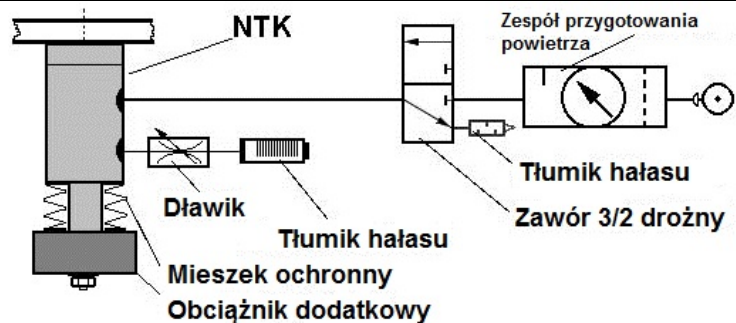 NTK
Zespół przygotowania
powietrza
Tłumik hałasu
Dławik
Zawór 3/2 drożny
Tłumik hałasu
Mieszek ochronny
Obciążnik dodatkowy